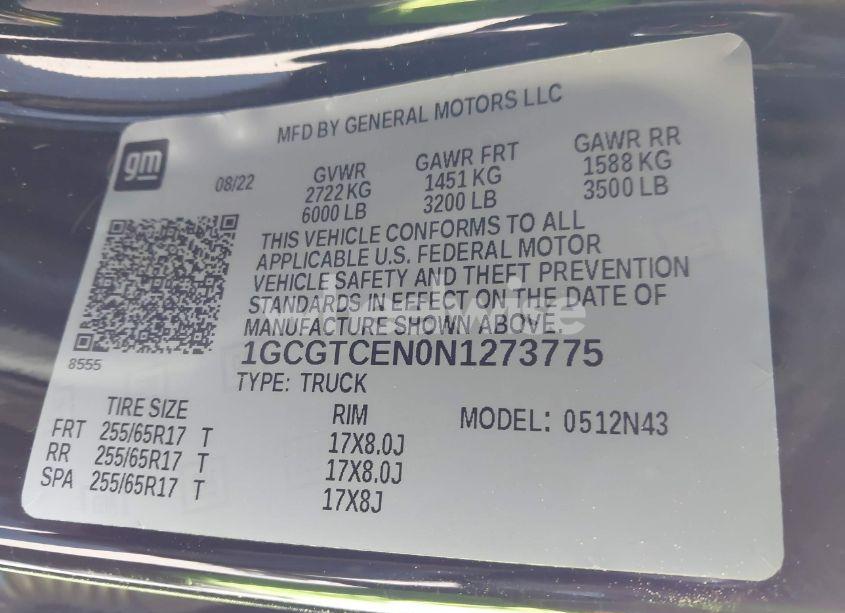 MFD BY GENERAL MOTORS LLC
gm
08/22
GVWR GAWR FRT GAWR RR
2722 KG 1451 KG 1588 KG
6000 LB 3200 LB 3500 LB
THIS VEHICLE CONFORMS TO ALL
APPLICABLE U.S. FEDERAL MOTOR
VEHICLE SAFETY AND THEFT PREVENTION
STANDARDS IN EFFECT ON THE DATE OF
MANUFACTURE SHOWN ABOVE.
8555
1GCGTCEN0N1273775
TYPE: TRUCK
TIRE SIZE RIM MODEL: 0512N43
FRT 255/65R17 T 17X8.0J
RR 255/65R17 T 17X8.0J
SPA 255/65R17 T 17X8J